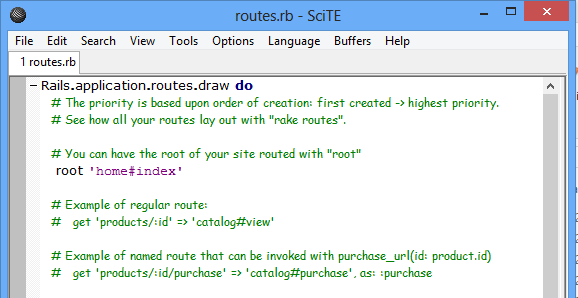 routes.rb - SciTE
File Edit Search View Tools Options Language Buffers Help
1 routes.rb
Rails.application.routes.draw do
# The priority is based upon order of creation: first created -> highest priority.
# See how all your routes lay out with "rake routes".
# You can have the root of your site routed with "root"
root 'home#index'
# Example of regular route:
#   get 'products/:id' => 'catalog#view'
# Example of named route that can be invoked with purchase_url(id: product.id)
#   get 'products/:id/purchase' => 'catalog#purchase', as: :purchase